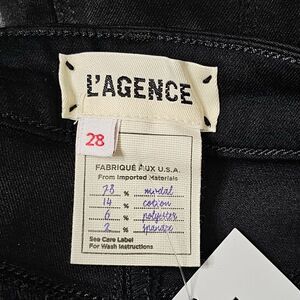 L'AGENCE
28
FABRIQUÉ AUX U.S.A.
From Imported Materials
78 % modal
14 % cotton
6 % polyester
2 % spandex
See Care Label
For Wash Instructions